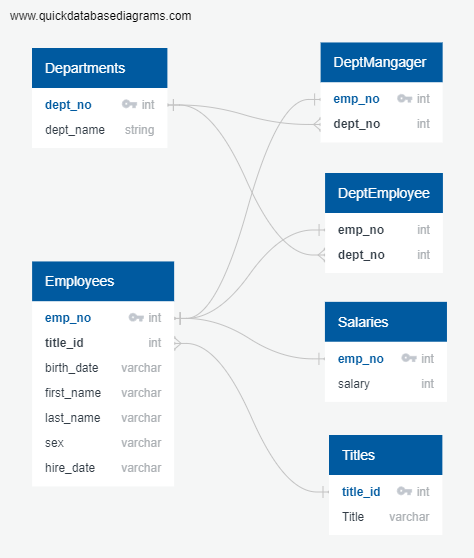 www.quickdatabasediagrams.com
Departments
dept_no int
dept_name string
DeptMangager
emp_no int
dept_no int
DeptEmployee
emp_no int
dept_no int
Employees
emp_no int
title_id int
birth_date varchar
first_name varchar
last_name varchar
sex varchar
hire_date varchar
Salaries
emp_no int
salary int
Titles
title_id int
Title varchar